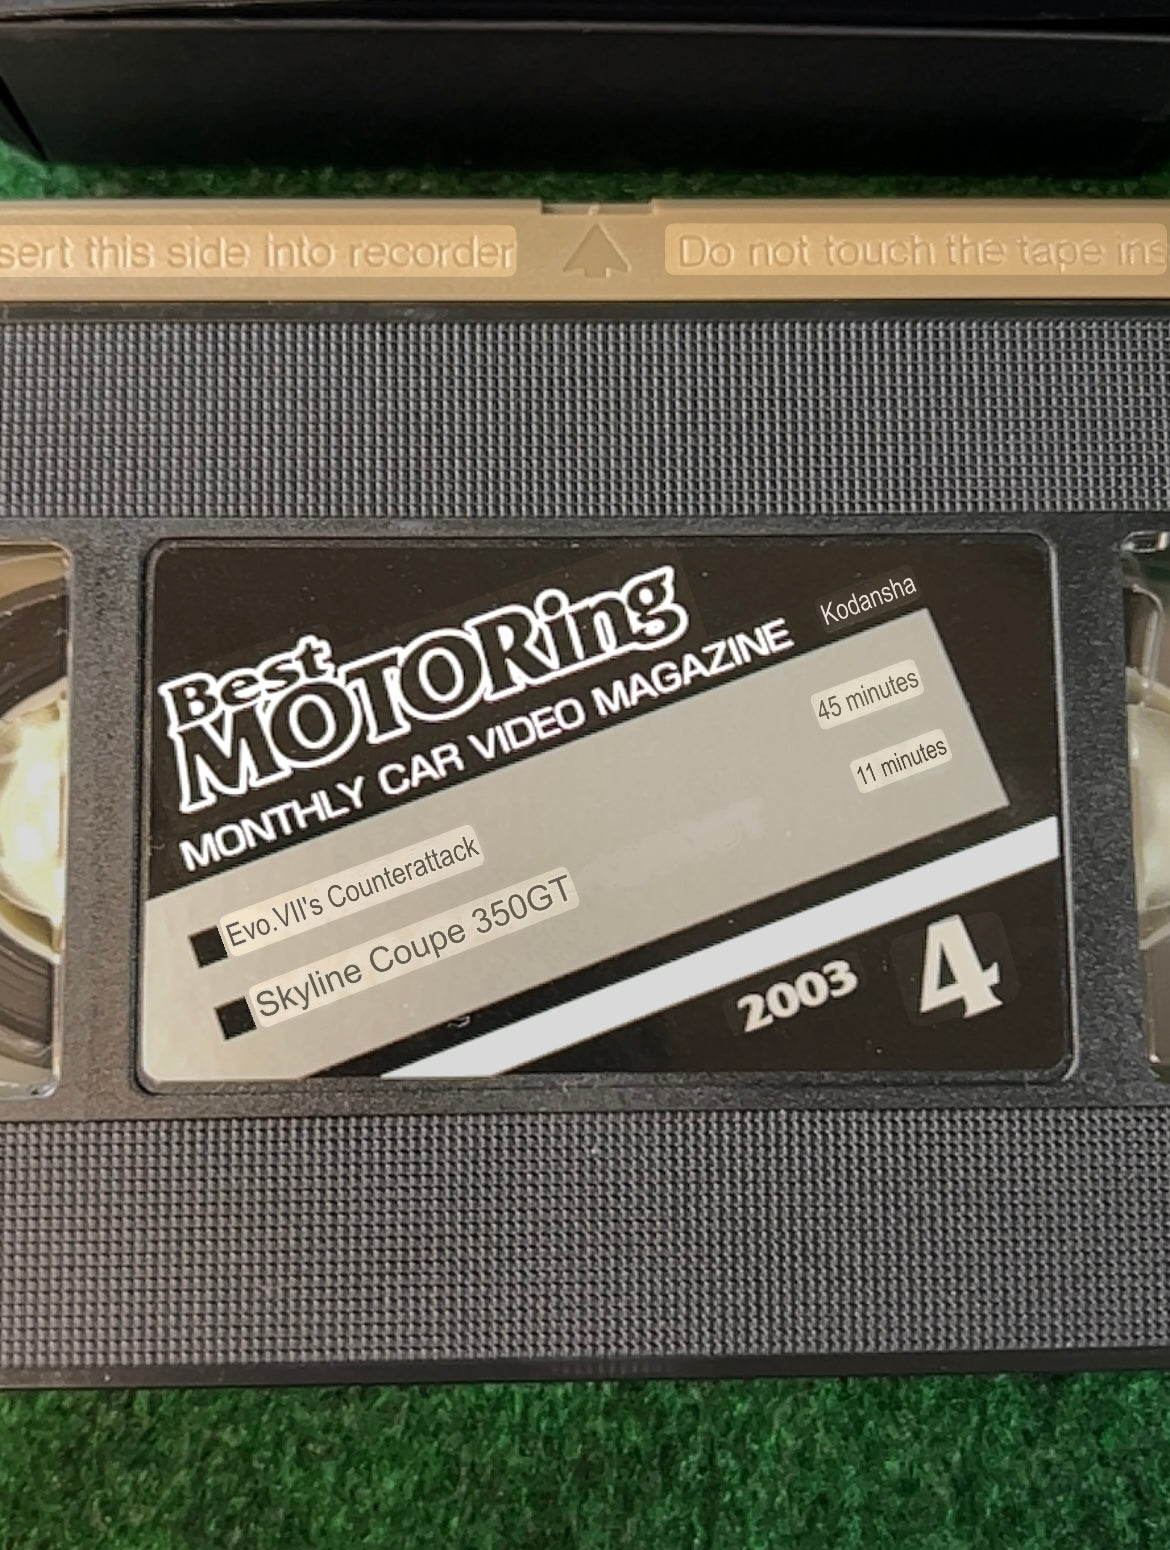 sert this side into recorder
Do not touch the tape ins
Best
MOTORing
MONTHLY CAR VIDEO MAGAZINE
Kodansha
Evo.VII's Counterattack
45 minutes
Skyline Coupe 350GT
11 minutes
2003 4